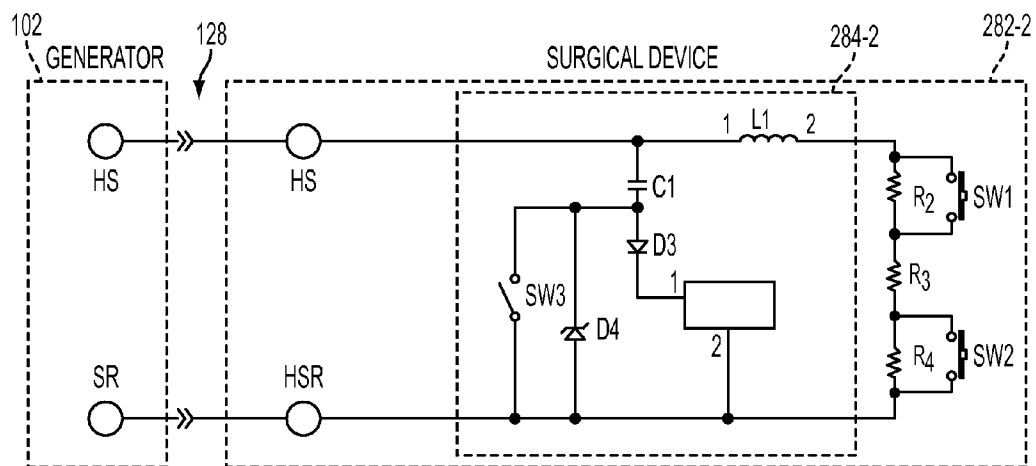 102
GENERATOR
128
SURGICAL DEVICE
284-2
282-2
1 L1 2
HS
HS
C1
R2
SW1
D3
R3
SW3
1
D4
2
R4
SW2
SR
HSR